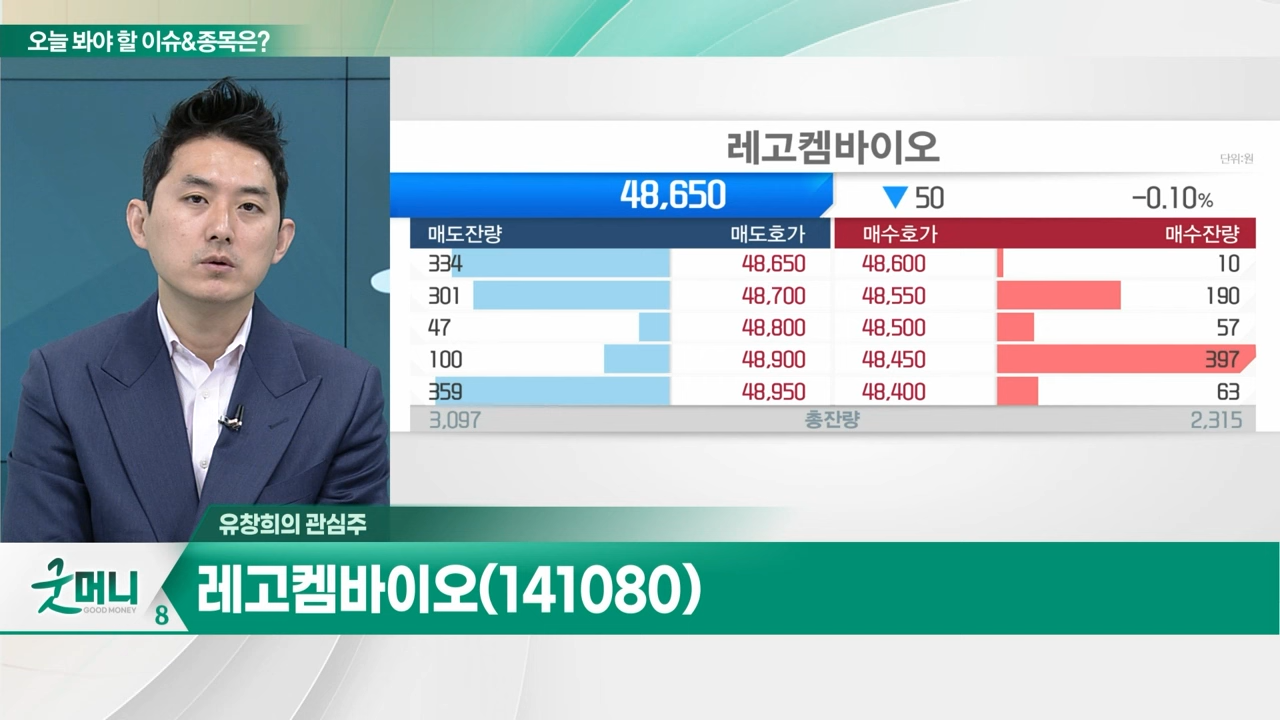 오늘 봐야 할 이슈&종목은?
레고켐바이오
단위:원
48,650 ▼ 50 -0.10%
매도잔량 매도호가 매수호가 매수잔량
334 48,650 48,600 10
301 48,700 48,550 190
47 48,800 48,500 57
100 48,900 48,450 397
359 48,950 48,400 63
3,097 총잔량 2,315
유창희의 관심주
굿머니
GOOD MONEY
8
레고켐바이오(141080)